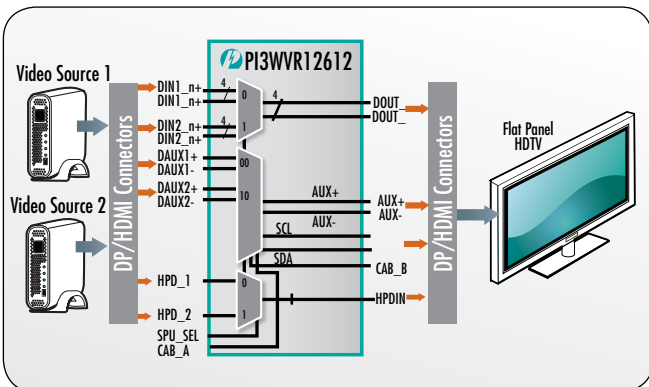 PI3WVR12612
Video Source 1
Video Source 2
DP/HDMI Connectors
DIN1_n+
DIN1_n+
DIN2_n+
DIN2_n+
DAUX1+
DAUX1-
DAUX2+
DAUX2-
HPD_1
HPD_2
SPU_SEL
CAB_A
4
4
0
1
4
00
10
0
1
AUX+
AUX-
SCL
SDA
DOUT_
DOUT_
AUX+
AUX-
CAB_B
HPDIN
DP/HDMI Connectors
Flat Panel
HDTV